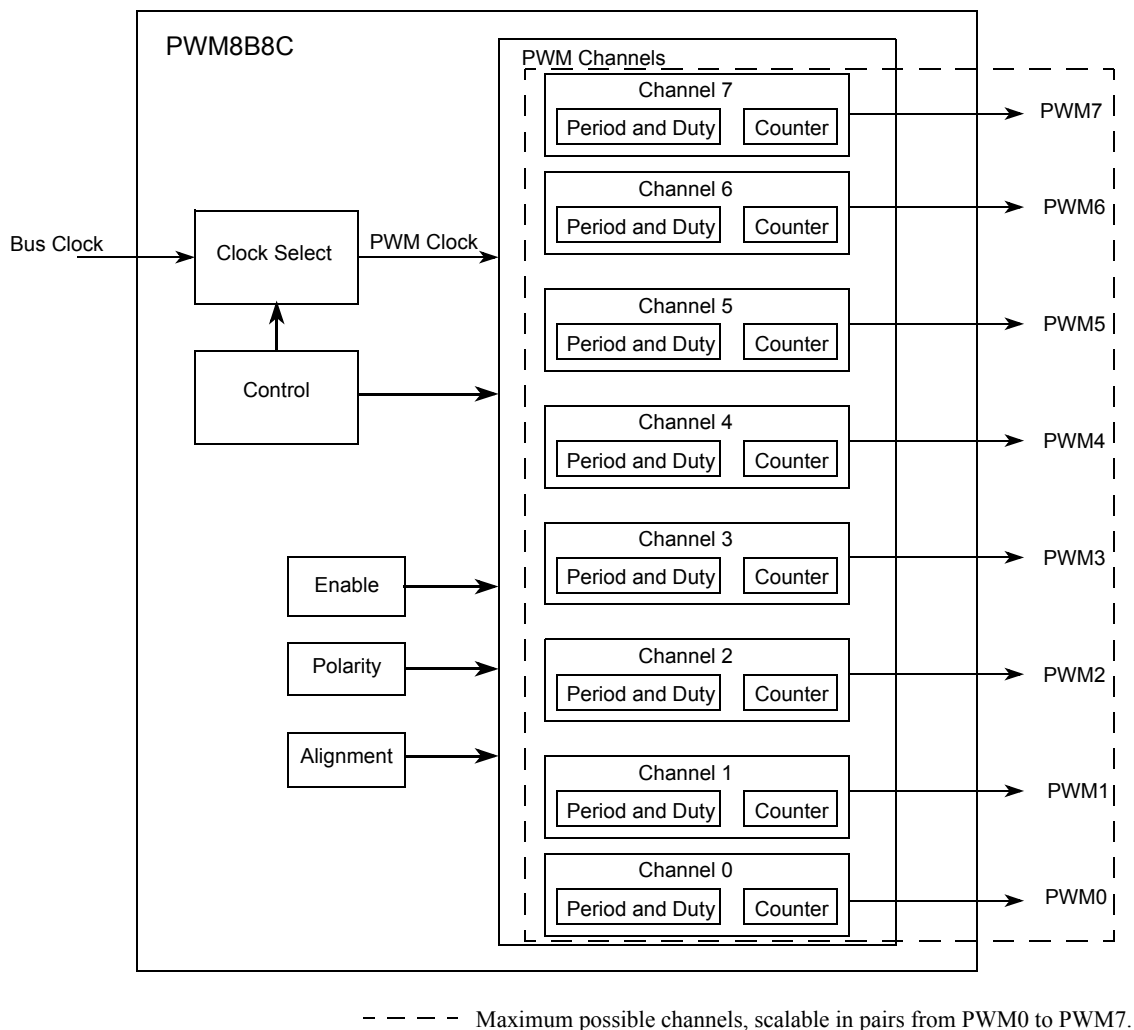 PWM8B8C
PWM Channels
Channel 7
Period and Duty
Counter
PWM7
Channel 6
Period and Duty
Counter
PWM6
Bus Clock
Clock Select
PWM Clock
Channel 5
Period and Duty
Counter
PWM5
Control
Channel 4
Period and Duty
Counter
PWM4
Channel 3
Period and Duty
Counter
PWM3
Enable
Channel 2
Period and Duty
Counter
PWM2
Polarity
Alignment
Channel 1
Period and Duty
Counter
PWM1
Channel 0
Period and Duty
Counter
PWM0
Maximum possible channels, scalable in pairs from PWM0 to PWM7.